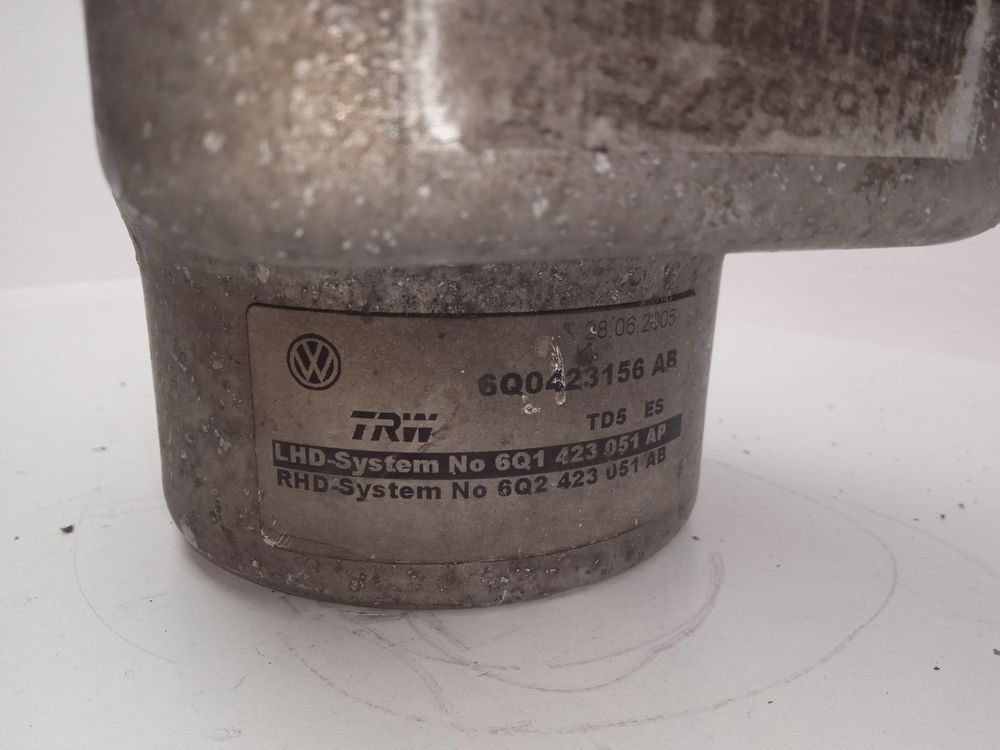 28.06.2005
6Q0423156 AB
TRW
TD5 ES
LHD-System No 6Q1 423 051 AP
RHD-System No 6Q2 423 051 AB